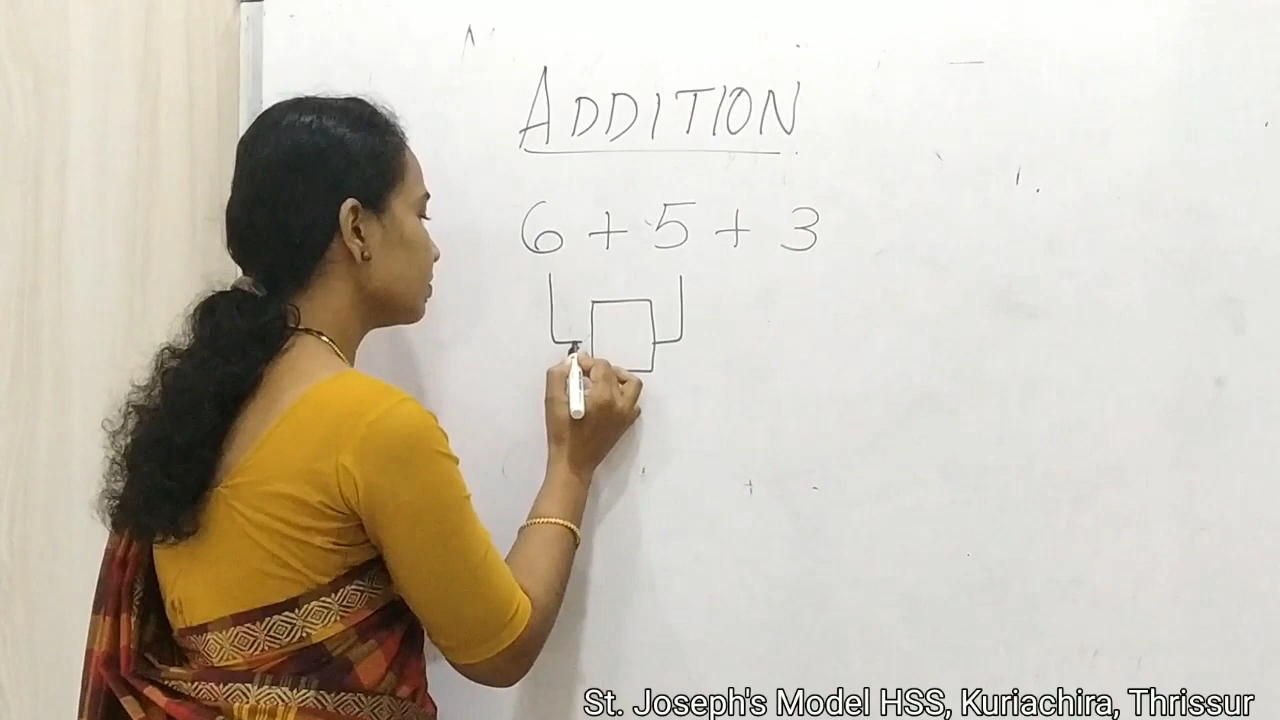 ADDITION
6 + 5 + 3
St. Joseph's Model HSS, Kuriachira, Thrissur